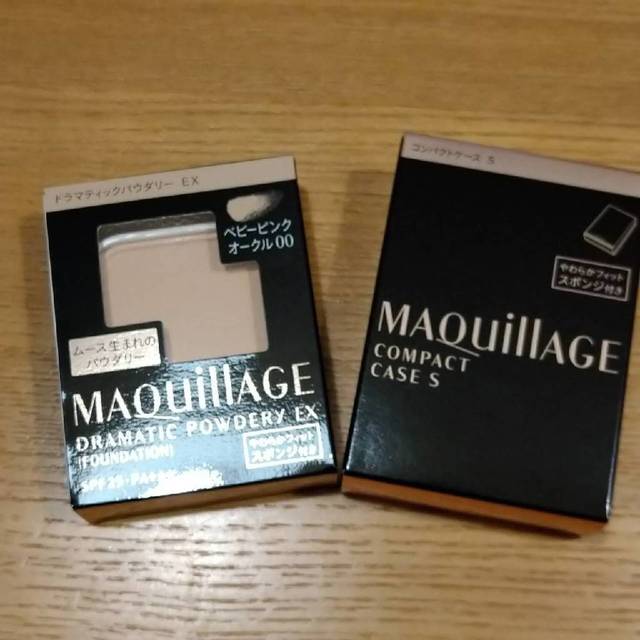 ドラマティックパウダリー EX
ベビーピンク
オークル00
ムース生まれの
パウダリー
MAQuillAGE
DRAMATIC POWDERY EX
[FOUNDATION]
やわらかフィット
スポンジ付き
SPF25・PA+++
コンパクトケース S
やわらかフィット
スポンジ付き
MAQuillAGE
COMPACT
CASE S